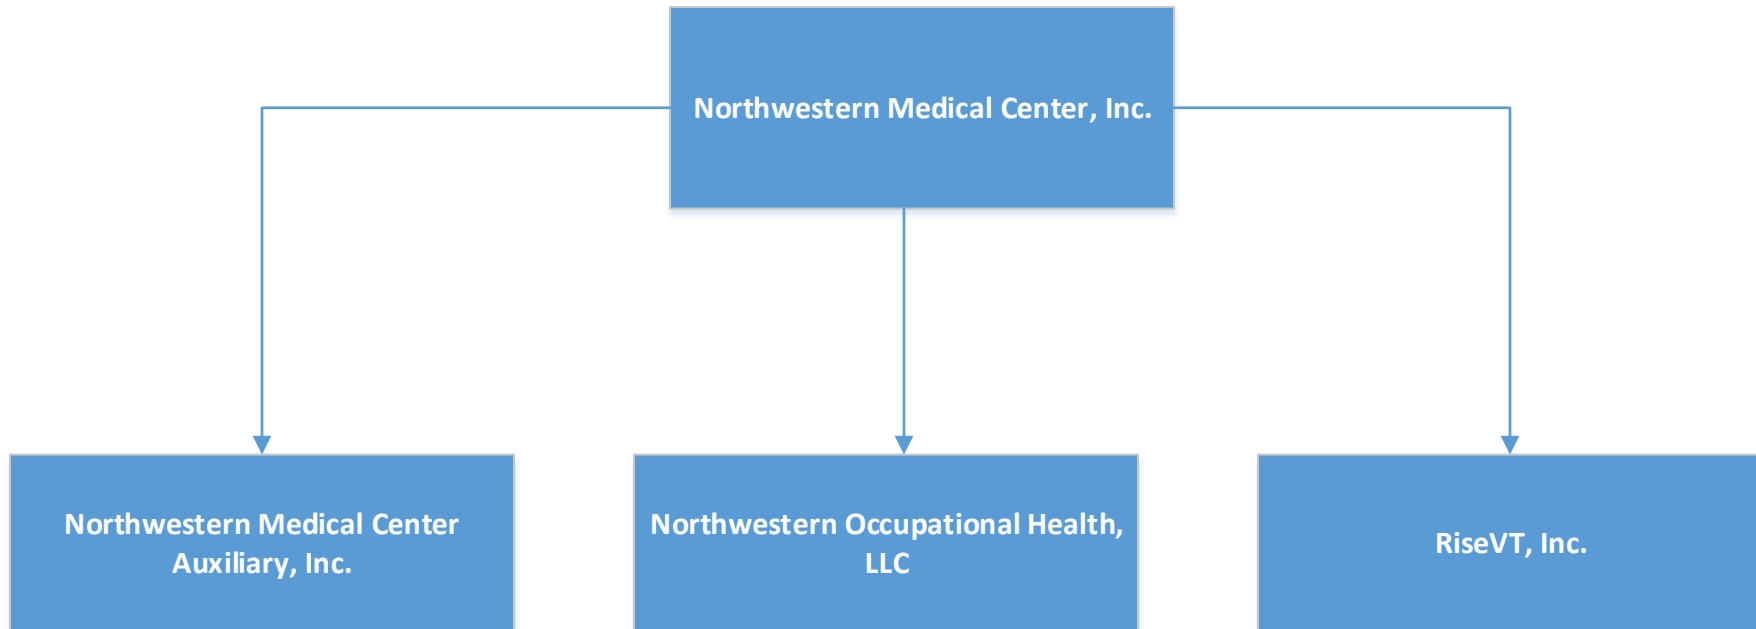 Northwestern Medical Center, Inc.
Northwestern Medical Center
Auxiliary, Inc.
Northwestern Occupational Health,
LLC
RiseVT, Inc.